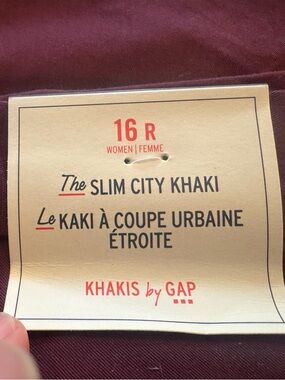 16 R
WOMEN | FEMME
The SLIM CITY KHAKI
Le KAKI À COUPE URBAINE
ÉTROITE
KHAKIS by GAP